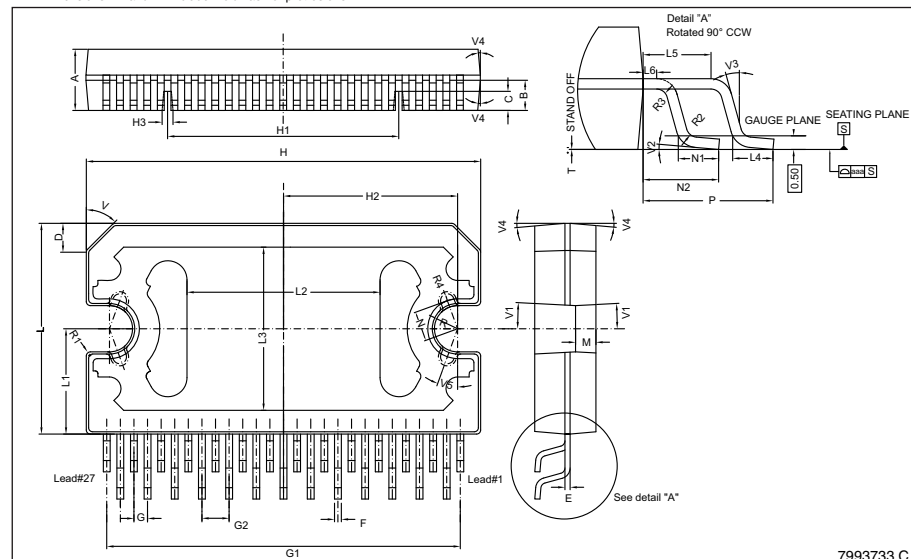 Detail "A"
Rotated 90° CCW
L5
V4
V3
L6
A
B
C
R3
R2
STAND OFF
GAUGE PLANE
SEATING PLANE
S
H3
V4
H1
V2
N1
L4
T
aaa S
0.50
N2
P
H
H2
V
D
V4
V4
R4
L2
L
L3
N
R
V1
V1
M
R1
L1
V5
Lead#27
Lead#1
E
See detail "A"
G
G2
F
G1
7993733 C